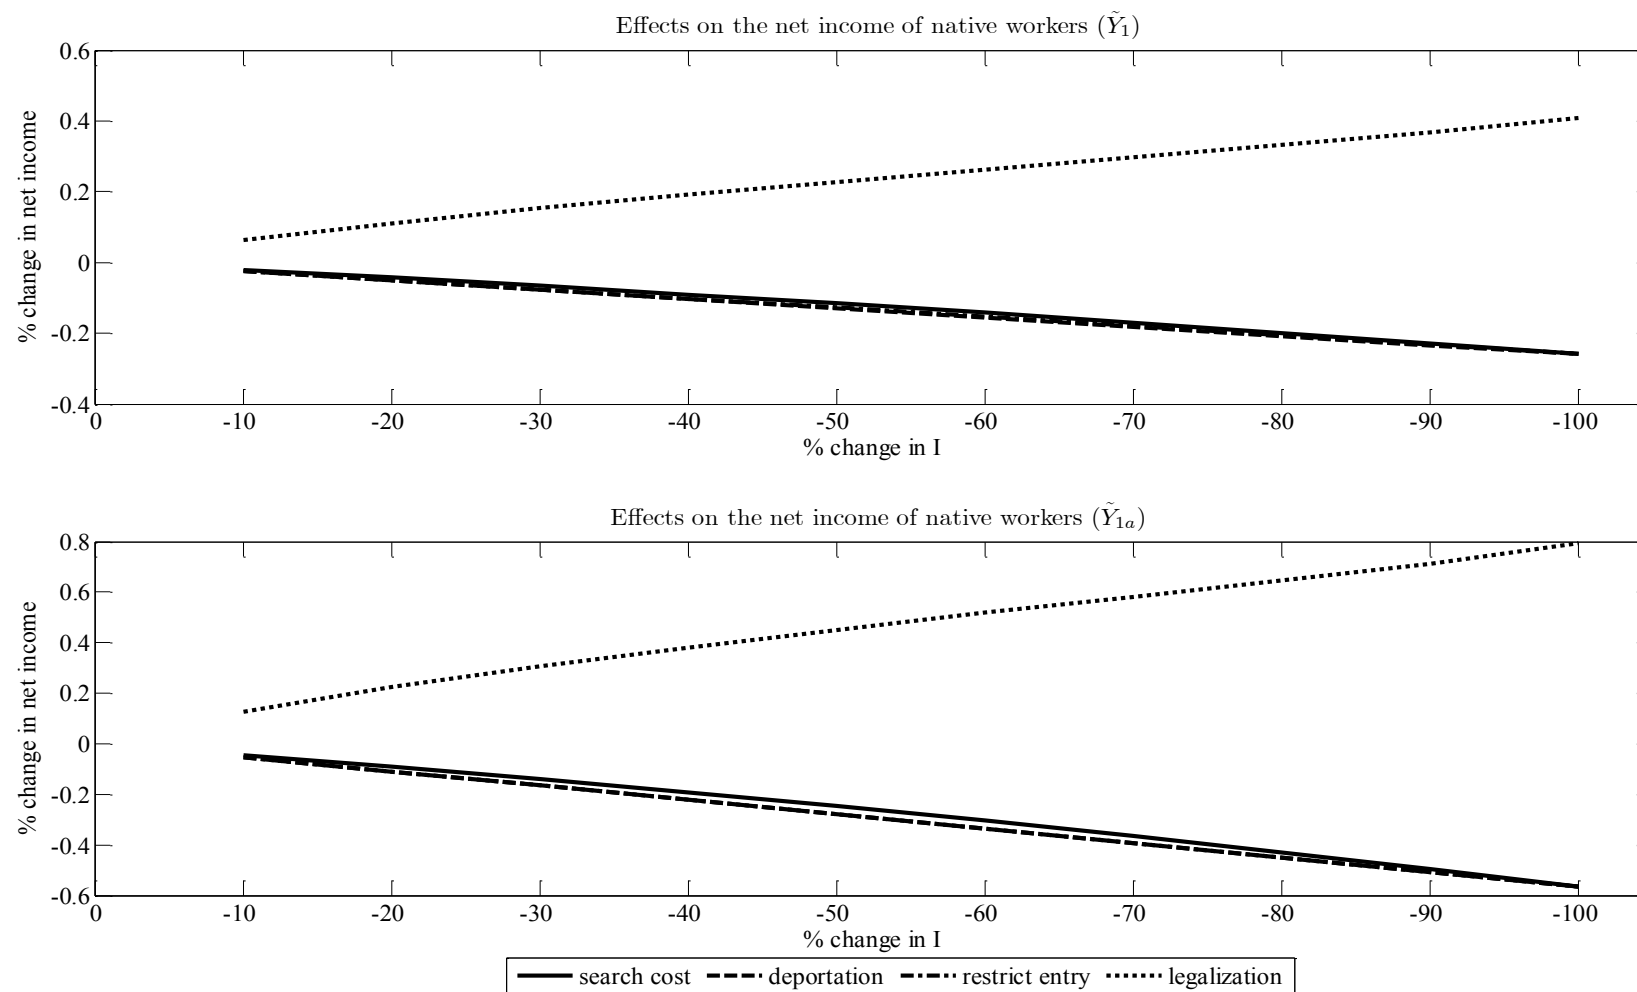 Effects on the net income of native workers (Ỹ₁)
0.6
0.4
0.2
0
-0.2
-0.4
% change in net income
0 -10 -20 -30 -40 -50 -60 -70 -80 -90 -100
% change in I
Effects on the net income of native workers (Ỹ₁ₐ)
0.8
0.6
0.4
0.2
0
-0.2
-0.4
-0.6
% change in net income
0 -10 -20 -30 -40 -50 -60 -70 -80 -90 -100
% change in I
search cost deportation restrict entry legalization